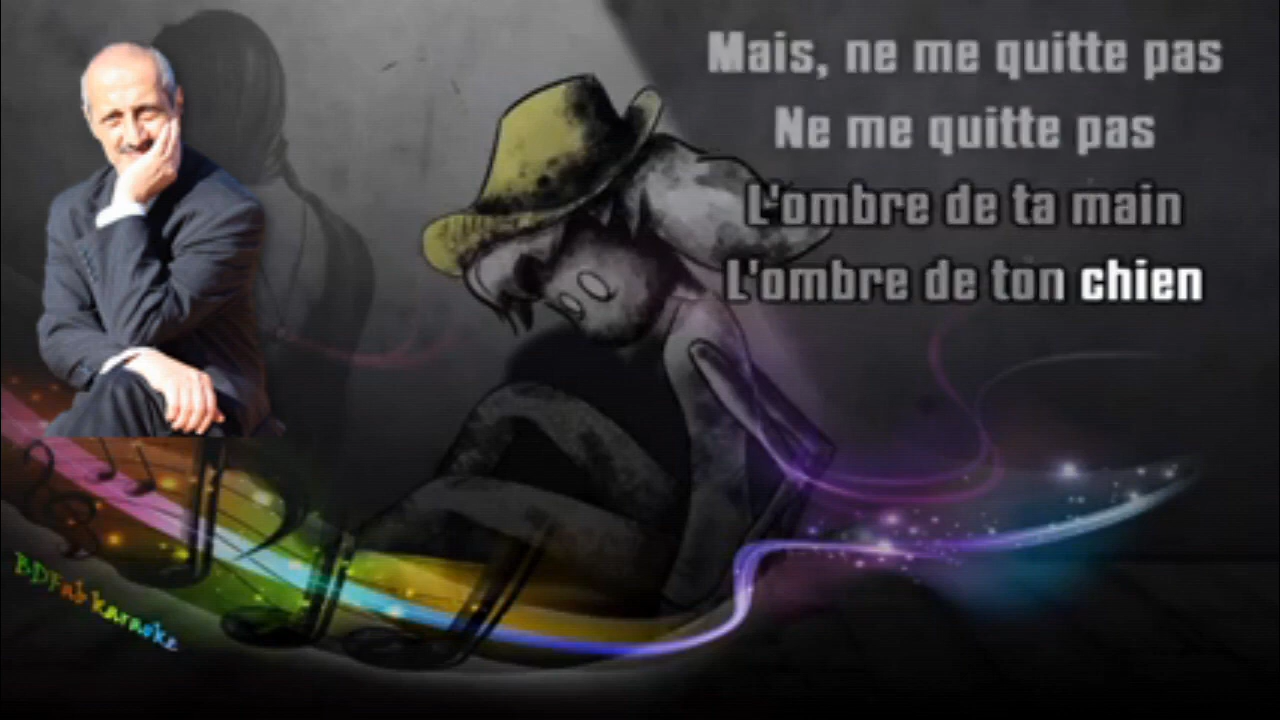 Mais, ne me quitte pas
Ne me quitte pas
L'ombre de ta main
L'ombre de ton chien
BDFab karaoke